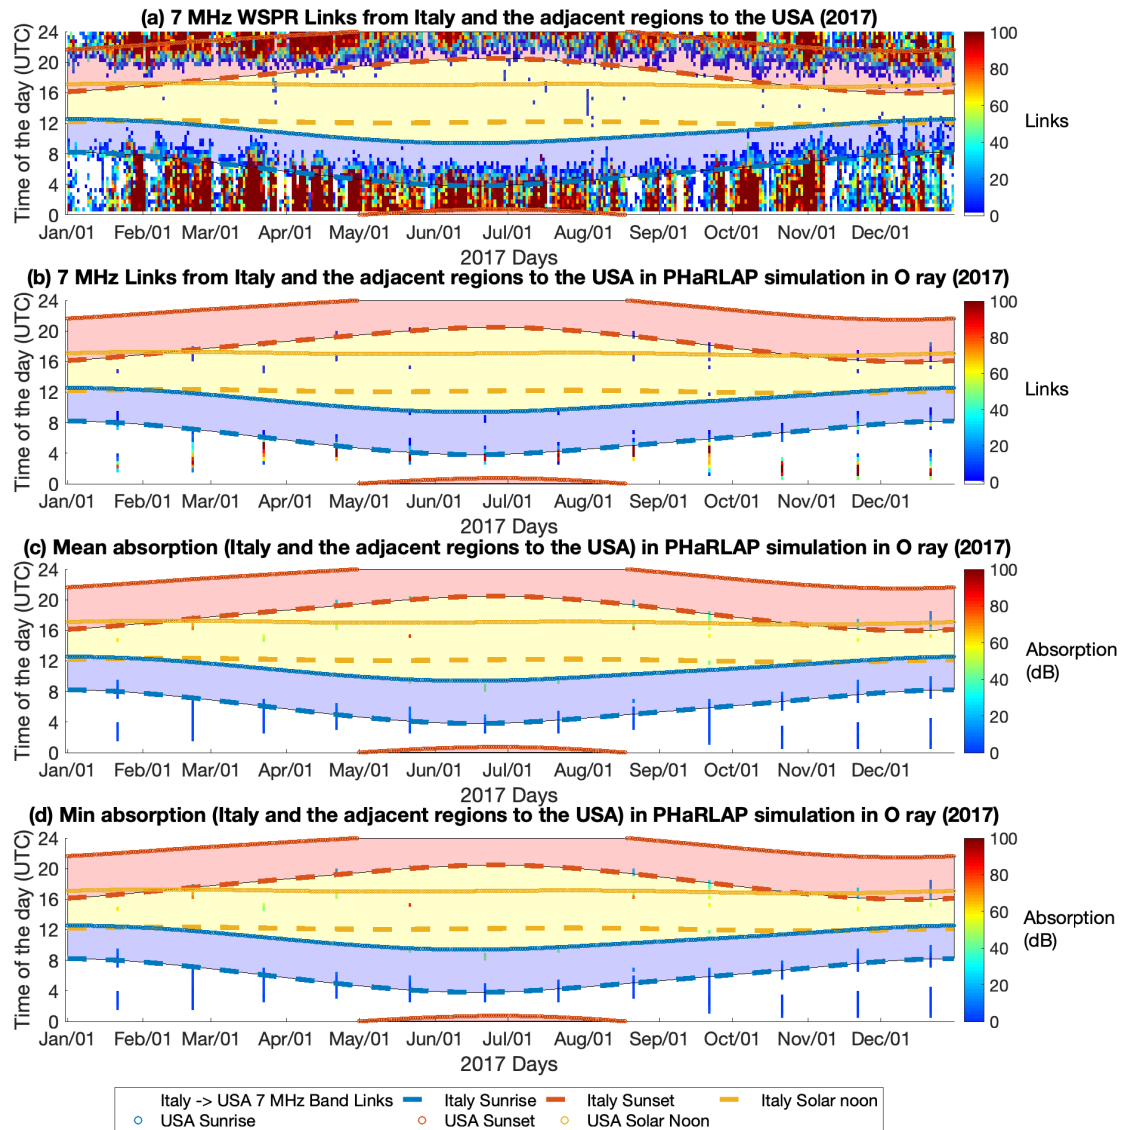 (a) 7 MHz WSPR Links from Italy and the adjacent regions to the USA (2017)
Time of the day (UTC)
24
20
16
12
8
4
0
Jan/01 Feb/01 Mar/01 Apr/01 May/01 Jun/01 Jul/01 Aug/01 Sep/01 Oct/01 Nov/01 Dec/01
2017 Days
100
80
60
40
20
0
Links
(b) 7 MHz Links from Italy and the adjacent regions to the USA in PHaRLAP simulation in O ray (2017)
Time of the day (UTC)
24
20
16
12
8
4
0
Jan/01 Feb/01 Mar/01 Apr/01 May/01 Jun/01 Jul/01 Aug/01 Sep/01 Oct/01 Nov/01 Dec/01
2017 Days
100
80
60
40
20
0
Links
(c) Mean absorption (Italy and the adjacent regions to the USA) in PHaRLAP simulation in O ray (2017)
Time of the day (UTC)
24
20
16
12
8
4
0
Jan/01 Feb/01 Mar/01 Apr/01 May/01 Jun/01 Jul/01 Aug/01 Sep/01 Oct/01 Nov/01 Dec/01
2017 Days
100
80
60
40
20
0
Absorption
(dB)
(d) Min absorption (Italy and the adjacent regions to the USA) in PHaRLAP simulation in O ray (2017)
Time of the day (UTC)
24
20
16
12
8
4
0
Jan/01 Feb/01 Mar/01 Apr/01 May/01 Jun/01 Jul/01 Aug/01 Sep/01 Oct/01 Nov/01 Dec/01
2017 Days
100
80
60
40
20
0
Absorption
(dB)
Italy -> USA 7 MHz Band Links Italy Sunrise Italy Sunset Italy Solar noon
USA Sunrise USA Sunset USA Solar Noon